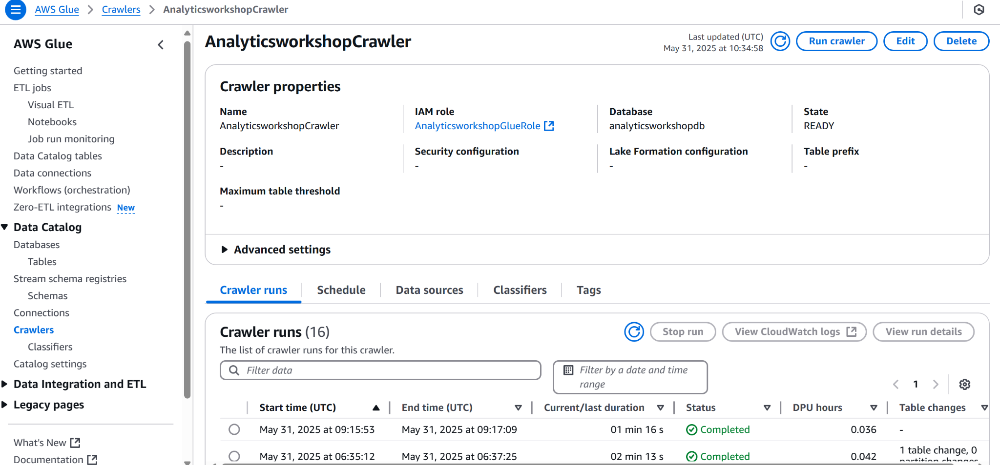 AWS Glue > Crawlers > AnalyticsworkshopCrawler
AWS Glue
Getting started
ETL jobs
Visual ETL
Notebooks
Job run monitoring
Data Catalog tables
Data connections
Workflows (orchestration)
Zero-ETL integrations New
Data Catalog
Databases
Tables
Stream schema registries
Schemas
Connections
Crawlers
Classifiers
Catalog settings
Data Integration and ETL
Legacy pages
What's New
Documentation
AnalyticsworkshopCrawler
Last updated (UTC)
May 31, 2025 at 10:34:58
Run crawler
Edit
Delete
Crawler properties
Name
AnalyticsworkshopCrawler
IAM role
AnalyticsworkshopGlueRole
Database
analyticsworkshopdb
State
READY
Description
-
Security configuration
-
Lake Formation configuration
-
Table prefix
-
Maximum table threshold
-
Advanced settings
Crawler runs
Schedule
Data sources
Classifiers
Tags
Crawler runs (16)
The list of crawler runs for this crawler.
Stop run
View CloudWatch logs
View run details
Filter data
Filter by a date and time
range
1
Start time (UTC) End time (UTC) Current/last duration Status DPU hours Table changes
May 31, 2025 at 09:15:53 May 31, 2025 at 09:17:09 01 min 16 s Completed 0.036 -
May 31, 2025 at 06:35:12 May 31, 2025 at 06:37:25 02 min 13 s Completed 0.042 1 table change, 0
partition changes